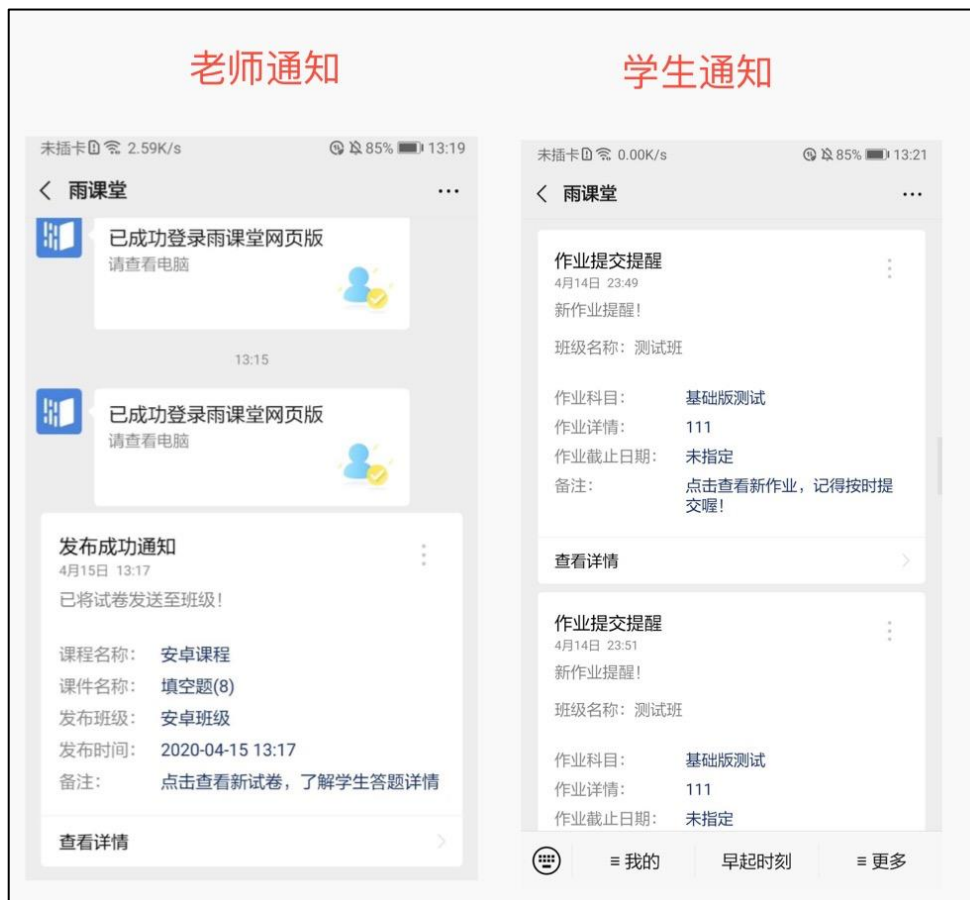 老师通知
未插卡 2.59K/s 85% 13:19
雨课堂
已成功登录雨课堂网页版
请查看电脑
13:15
已成功登录雨课堂网页版
请查看电脑
发布成功通知
4月15日 13:17
已将试卷发送至班级！
课程名称： 安卓课程
课件名称： 填空题(8)
发布班级： 安卓班级
发布时间： 2020-04-15 13:17
备注： 点击查看新试卷，了解学生答题详情
查看详情
学生通知
未插卡 0.00K/s 85% 13:21
雨课堂
作业提交提醒
4月14日 23:49
新作业提醒！
班级名称：测试班
作业科目： 基础版测试
作业详情： 111
作业截止日期： 未指定
备注： 点击查看新作业，记得按时提
交喔！
查看详情
作业提交提醒
4月14日 23:51
新作业提醒！
班级名称：测试班
作业科目： 基础版测试
作业详情： 111
作业截止日期： 未指定
我的 早起时刻 更多